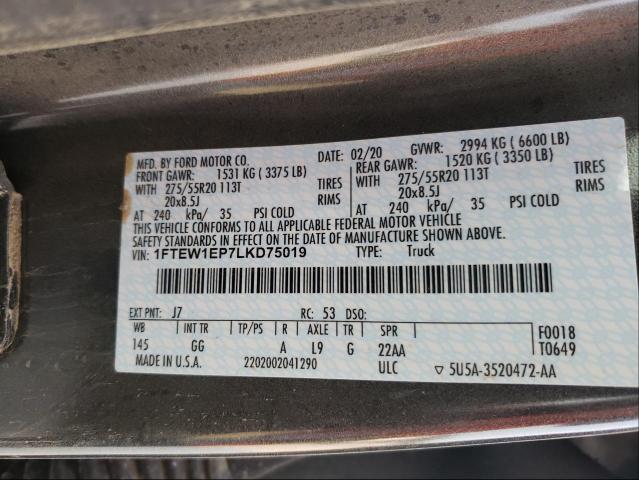 MFD. BY FORD MOTOR CO. DATE: 02/20 GVWR: 2994 KG ( 6600 LB)
FRONT GAWR: 1531 KG ( 3375 LB) REAR GAWR: 1520 KG ( 3350 LB)
WITH 275/55R20 113T TIRES WITH 275/55R20 113T TIRES
20x8.5J RIMS 20x8.5J RIMS
AT 240 kPa/ 35 PSI COLD AT 240 kPa/ 35 PSI COLD
THIS VEHICLE CONFORMS TO ALL APPLICABLE FEDERAL MOTOR VEHICLE
SAFETY STANDARDS IN EFFECT ON THE DATE OF MANUFACTURE SHOWN ABOVE.
VIN: 1FTEW1EP7LKD75019 TYPE: Truck
EXT PNT: J7 RC: 53 DSO:
WB INT TR TP/PS R AXLE TR SPR F0018
145 GG A L9 G 22AA T0649
MADE IN U.S.A. 2202002041290 ULC ▽ 5U5A-3520472-AA